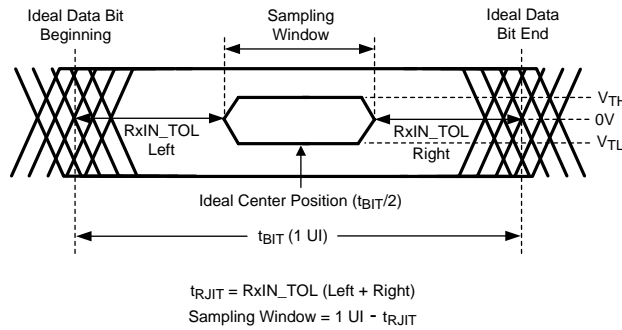 Ideal Data Bit
Beginning
Sampling
Window
Ideal Data
Bit End
VTH
0V
VTL
RxIN_TOL
Left
RxIN_TOL
Right
Ideal Center Position (tBIT/2)
tBIT (1 UI)
tRJIT = RxIN_TOL (Left + Right)
Sampling Window = 1 UI - tRJIT